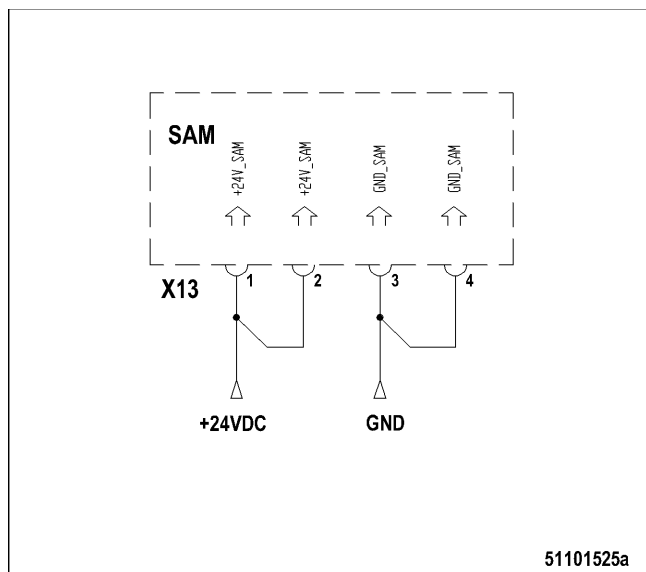 SAM
+24V_SAM
+24V_SAM
GND_SAM
GND_SAM
X13
1
2
3
4
+24VDC
GND
51101525a